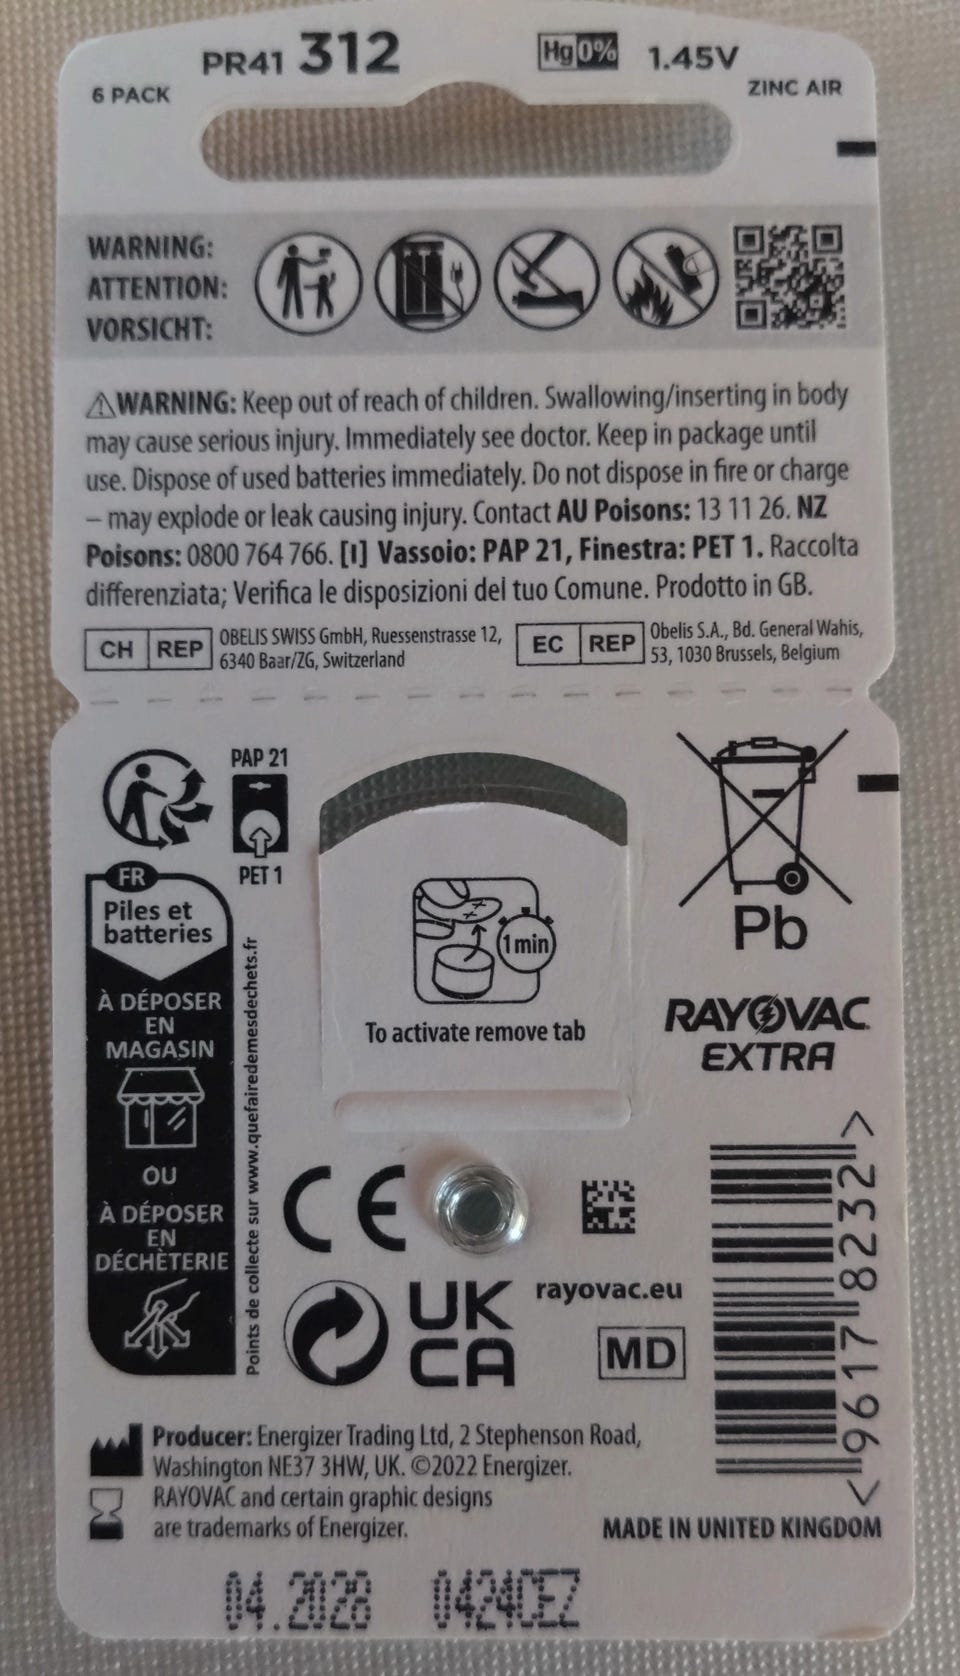 PR41 312
Hg 0%
1.45V
6 PACK
ZINC AIR
WARNING:
ATTENTION:
VORSICHT:
⚠WARNING: Keep out of reach of children. Swallowing/inserting in body
may cause serious injury. Immediately see doctor. Keep in package until
use. Dispose of used batteries immediately. Do not dispose in fire or charge
– may explode or leak causing injury. Contact AU Poisons: 13 11 26. NZ
Poisons: 0800 764 766. [I] Vassoio: PAP 21, Finestra: PET 1. Raccolta
differenziata; Verifica le disposizioni del tuo Comune. Prodotto in GB.
CH REP
OBELIS SWISS GmbH, Ruessenstrasse 12,
6340 Baar/ZG, Switzerland
EC REP
Obelis S.A., Bd. General Wahis,
53, 1030 Brussels, Belgium
PAP 21
PET 1
FR
Piles et
batteries
À DÉPOSER
EN
MAGASIN
OU
À DÉPOSER
EN
DÉCHÈTERIE
Points de collecte sur www.quefairedemesdechets.fr
1 min
To activate remove tab
Pb
RAYOVAC
EXTRA
CE
UK
CA
rayovac.eu
MD
<9617 8232>
Producer: Energizer Trading Ltd, 2 Stephenson Road,
Washington NE37 3HW, UK. ©2022 Energizer.
RAYOVAC and certain graphic designs
are trademarks of Energizer.
MADE IN UNITED KINGDOM
04.2028 0424CEZ